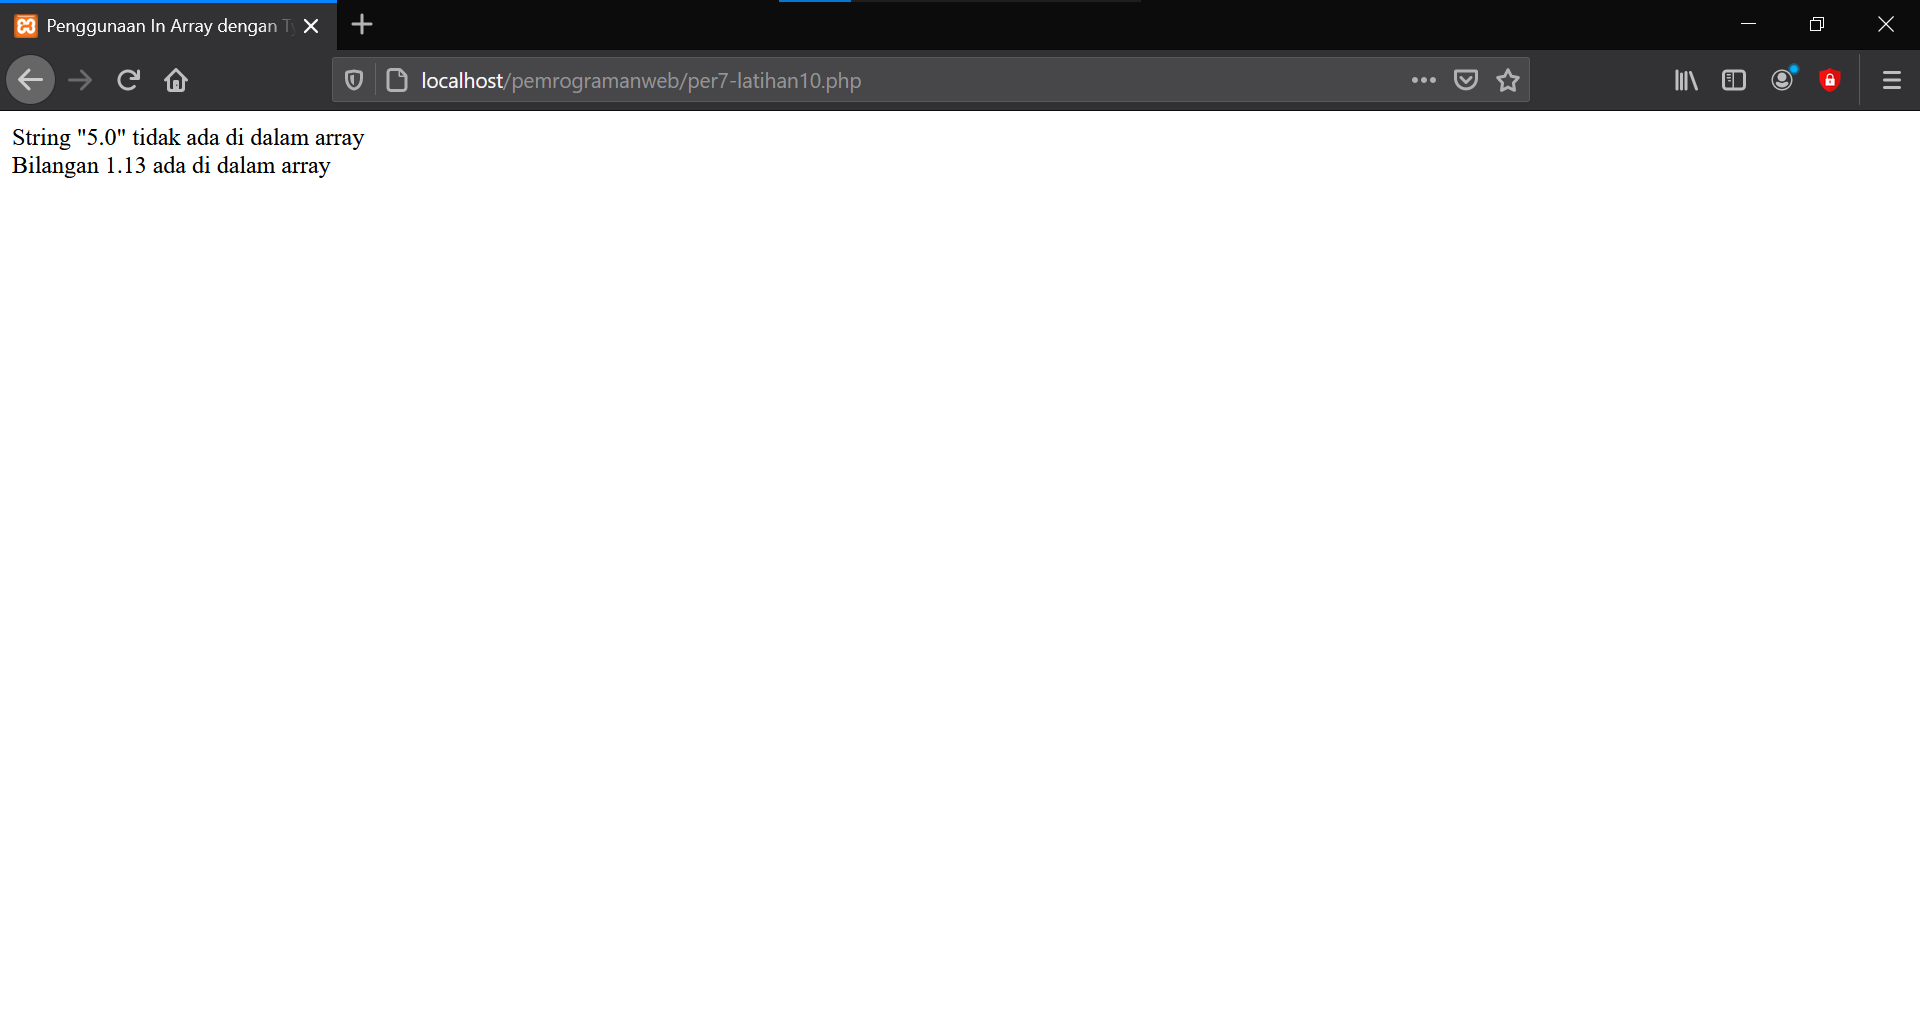 Penggunaan In Array dengan
localhost/pemrogramanweb/per7-latihan10.php
String "5.0" tidak ada di dalam array
Bilangan 1.13 ada di dalam array